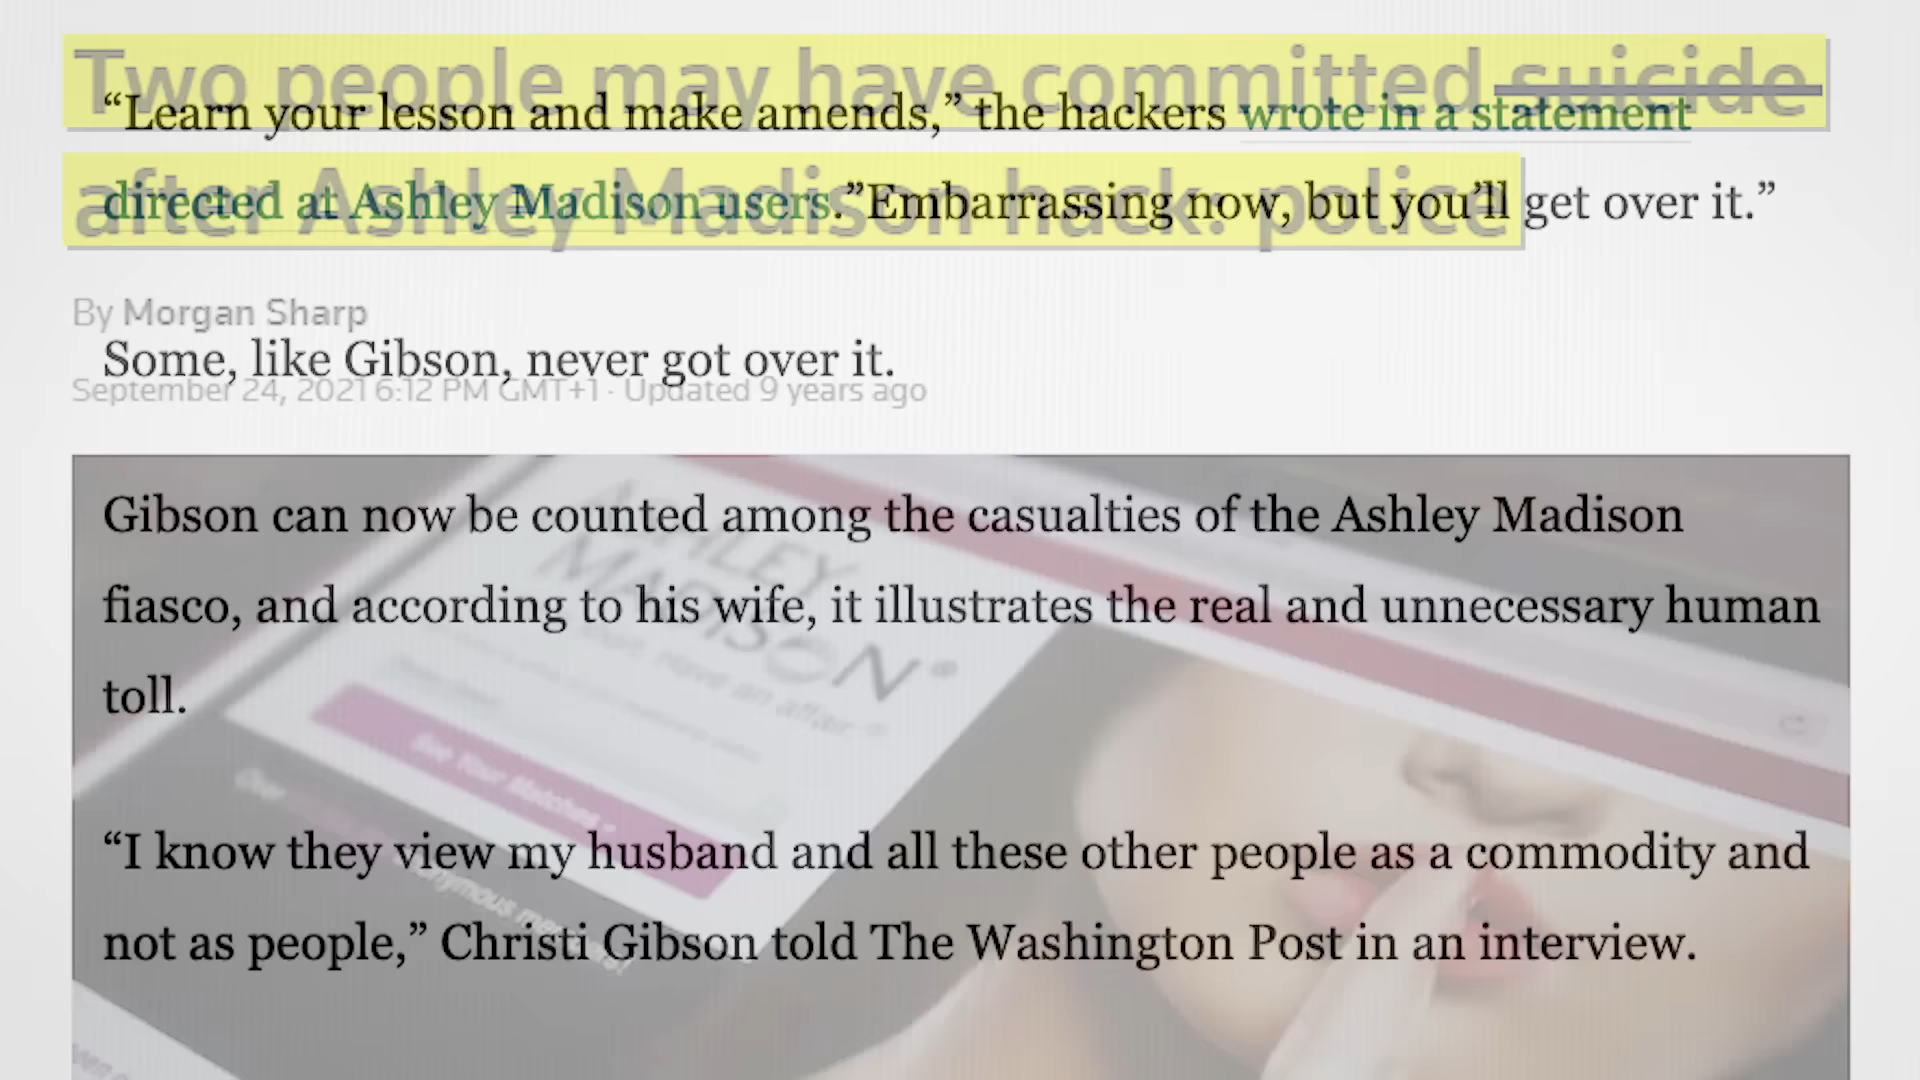 Two people may have committed suicide
after Ashley Madison hack: police
By Morgan Sharp
September 24, 2021 6:12 PM GMT+1 · Updated 9 years ago
“Learn your lesson and make amends,” the hackers wrote in a statement
directed at Ashley Madison users.”Embarrassing now, but you’ll get over it.”
Some, like Gibson, never got over it.
Gibson can now be counted among the casualties of the Ashley Madison
fiasco, and according to his wife, it illustrates the real and unnecessary human
toll.
“I know they view my husband and all these other people as a commodity and
not as people,” Christi Gibson told The Washington Post in an interview.
ASHLEY
MADISON®
See Your Matches »